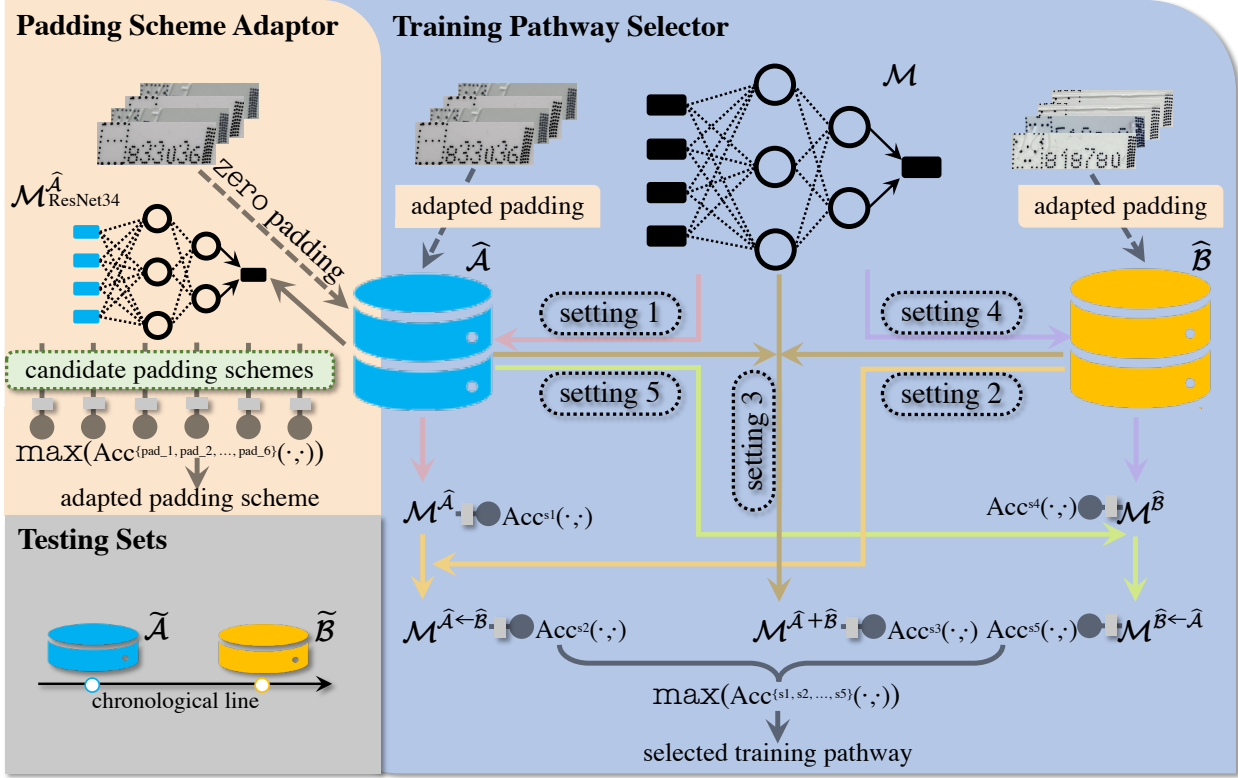 Padding Scheme Adaptor
zero padding
ℳ^Â_ResNet34
candidate padding schemes
max(Acc^{pad_1, pad_2, ..., pad_6}(·,·))
adapted padding scheme
Testing Sets
Ã
B̃
chronological line
Training Pathway Selector
ℳ
818780
adapted padding
adapted padding
Â
B̂
setting 1
setting 4
setting 5
setting 3
setting 2
ℳ^Â Acc^s1(·,·)
Acc^s4(·,·) ℳ^B̂
ℳ^Â←B̂ Acc^s2(·,·)
ℳ^Â+B̂ Acc^s3(·,·)
Acc^s5(·,·) ℳ^B̂←Â
max(Acc^{s1, s2, ..., s5}(·,·))
selected training pathway